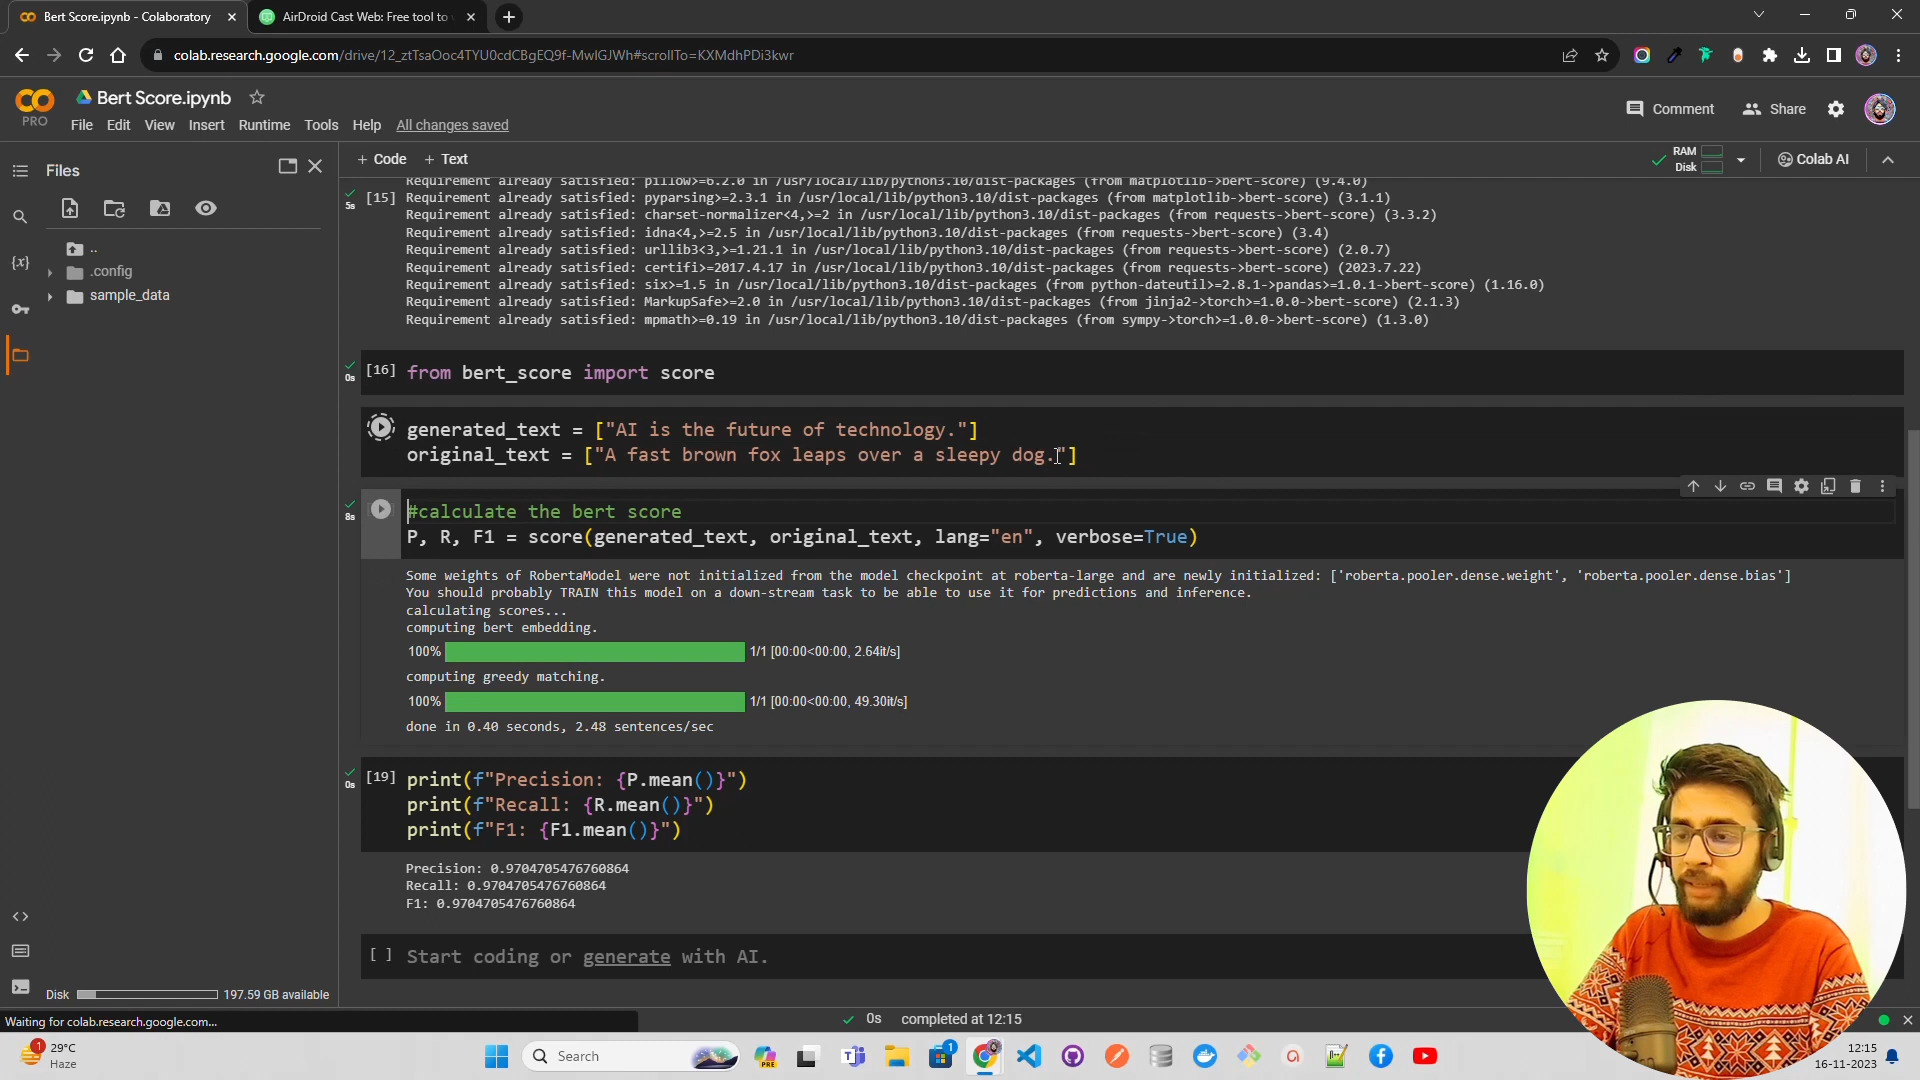 Bert Score.ipynb - Colaboratory
AirDroid Cast Web: Free tool to
colab.research.google.com/drive/12_ztTsaOoc4TYU0cdCBgEQ9f-MwlGJWh#scrollTo=KXMdhPDi3kwr
PRO
Bert Score.ipynb
File Edit View Insert Runtime Tools Help All changes saved
Comment Share
Files
+ Code + Text
RAM
Disk
Colab AI
..
.config
sample_data
{x}
Requirement already satisfied: pillow>=6.2.0 in /usr/local/lib/python3.10/dist-packages (from matplotlib->bert-score) (9.4.0)
5s
[15] Requirement already satisfied: pyparsing>=2.3.1 in /usr/local/lib/python3.10/dist-packages (from matplotlib->bert-score) (3.1.1)
Requirement already satisfied: charset-normalizer<4,>=2 in /usr/local/lib/python3.10/dist-packages (from requests->bert-score) (3.3.2)
Requirement already satisfied: idna<4,>=2.5 in /usr/local/lib/python3.10/dist-packages (from requests->bert-score) (3.4)
Requirement already satisfied: urllib3<3,>=1.21.1 in /usr/local/lib/python3.10/dist-packages (from requests->bert-score) (2.0.7)
Requirement already satisfied: certifi>=2017.4.17 in /usr/local/lib/python3.10/dist-packages (from requests->bert-score) (2023.7.22)
Requirement already satisfied: six>=1.5 in /usr/local/lib/python3.10/dist-packages (from python-dateutil>=2.8.1->pandas>=1.0.1->bert-score) (1.16.0)
Requirement already satisfied: MarkupSafe>=2.0 in /usr/local/lib/python3.10/dist-packages (from jinja2->torch>=1.0.0->bert-score) (2.1.3)
Requirement already satisfied: mpmath>=0.19 in /usr/local/lib/python3.10/dist-packages (from sympy->torch>=1.0.0->bert-score) (1.3.0)
0s
[16] from bert_score import score
generated_text = ["AI is the future of technology."]
original_text = ["A fast brown fox leaps over a sleepy dog."]
8s
#calculate the bert score
P, R, F1 = score(generated_text, original_text, lang="en", verbose=True)
Some weights of RobertaModel were not initialized from the model checkpoint at roberta-large and are newly initialized: ['roberta.pooler.dense.weight', 'roberta.pooler.dense.bias']
You should probably TRAIN this model on a down-stream task to be able to use it for predictions and inference.
calculating scores...
computing bert embedding.
100% 1/1 [00:00<00:00, 2.64it/s]
computing greedy matching.
100% 1/1 [00:00<00:00, 49.30it/s]
done in 0.40 seconds, 2.48 sentences/sec
0s
[19] print(f"Precision: {P.mean()}")
print(f"Recall: {R.mean()}")
print(f"F1: {F1.mean()}")
Precision: 0.9704705476760864
Recall: 0.9704705476760864
F1: 0.9704705476760864
[ ] Start coding or generate with AI.
Disk 197.59 GB available
Waiting for colab.research.google.com...
0s completed at 12:15
1
29°C
Haze
Search
PRE
1
12:15
16-11-2023